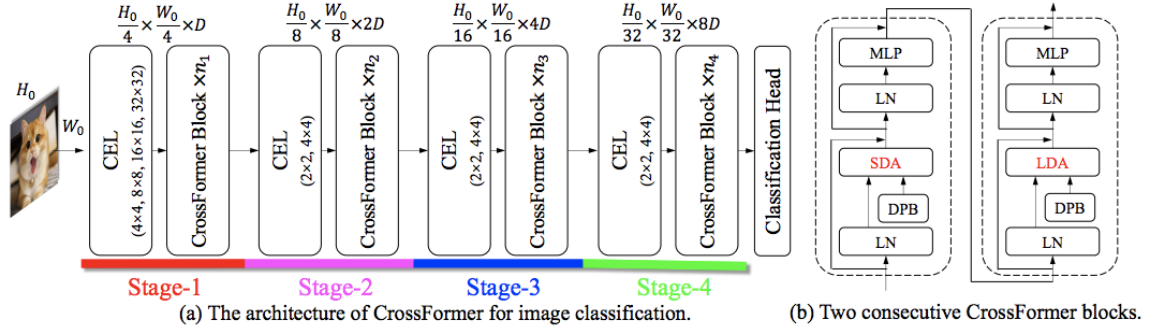 H₀/4 × W₀/4 × D
H₀/8 × W₀/8 × 2D
H₀/16 × W₀/16 × 4D
H₀/32 × W₀/32 × 8D
H₀
W₀
CEL
(4×4, 8×8, 16×16, 32×32)
CrossFormer Block ×n₁
CEL
(2×2, 4×4)
CrossFormer Block ×n₂
CEL
(2×2, 4×4)
CrossFormer Block ×n₃
CEL
(2×2, 4×4)
CrossFormer Block ×n₄
Classification Head
Stage-1
Stage-2
Stage-3
Stage-4
(a) The architecture of CrossFormer for image classification.
MLP
LN
SDA
DPB
LN
MLP
LN
LDA
DPB
LN
(b) Two consecutive CrossFormer blocks.